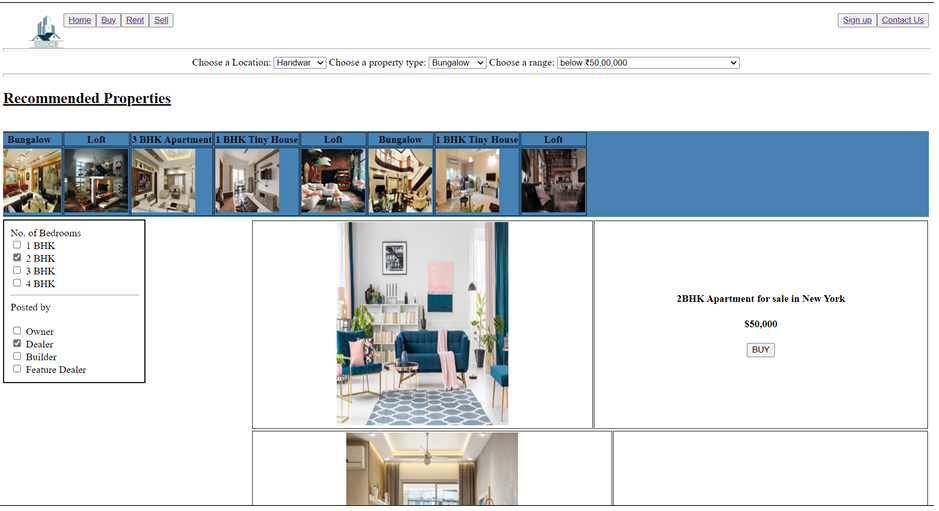 Home Buy Rent Sell Sign up Contact Us
Choose a Location: Haridwar Choose a property type: Bungalow Choose a range: below ₹50,00,000
Recommended Properties
Bungalow Loft 3 BHK Apartment 1 BHK Tiny House Loft Bungalow 1 BHK Tiny House Loft
No. of Bedrooms
1 BHK
2 BHK
3 BHK
4 BHK
Posted by
Owner
Dealer
Builder
Feature Dealer
2BHK Apartment for sale in New York
$50,000
BUY